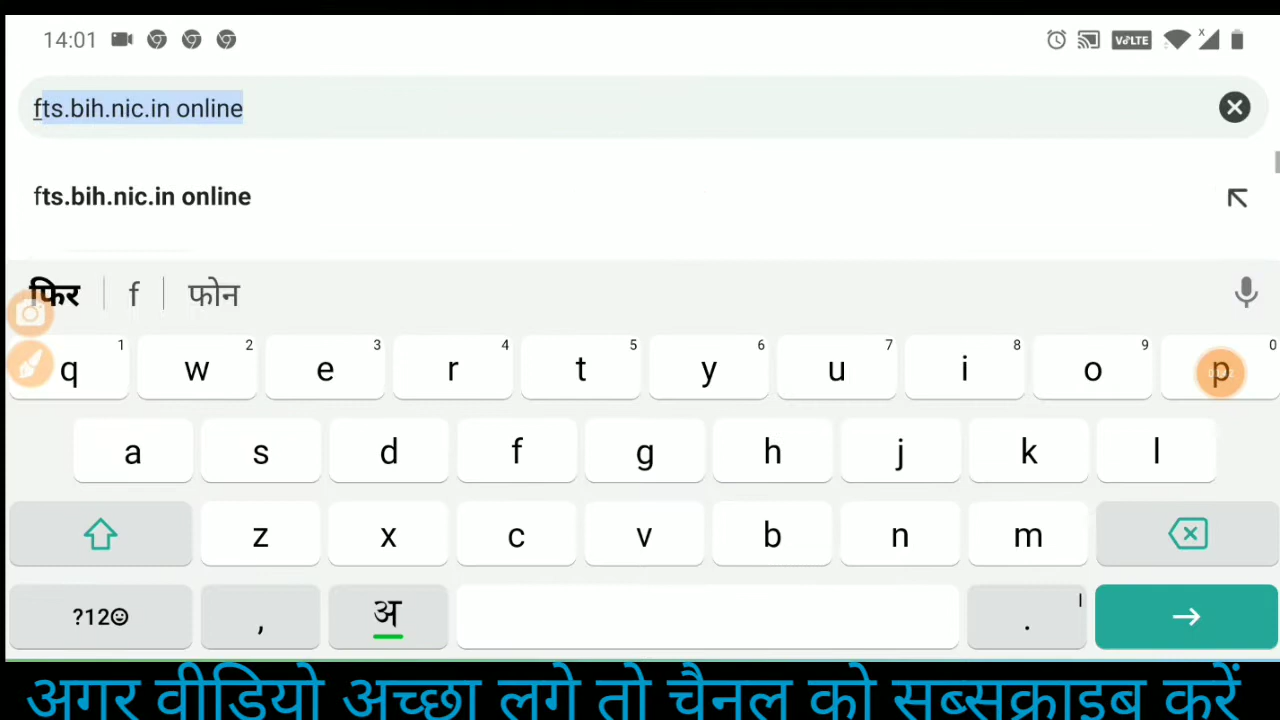 14:01 VoLTE x
fts.bih.nic.in online
fts.bih.nic.in online
फिर f फोन
q 1 w 2 e 3 r 4 t 5 y 6 u 7 i 8 o 9 p 0
a s d f g h j k l
z x c v b n m
?12 , अ .
अगर वीडियो अच्छा लगे तो चैनल को सब्सक्राइब करें